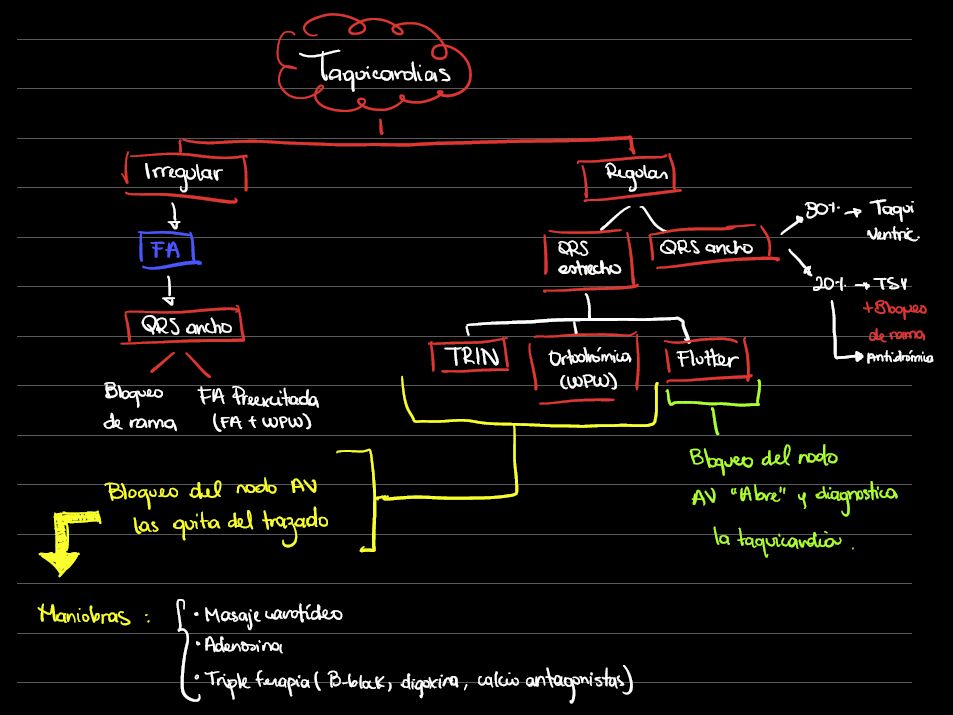 Taquicardias
Irregular
Regular
FA
QRS ancho
Bloqueo
de rama
FA Preexcitada
(FA + WPW)
QRS
estrecho
QRS ancho
80% → Taqui
Ventric.
20% → TSV
+Bloqueo
de rama
Antidrómica
TRIN
Ortodrómica
(WPW)
Flutter
Bloqueo del nodo AV
las quita del trazado
Bloqueo del nodo
AV "Abre" y diagnostica
la taquicardia.
Maniobras :
• Masaje carotídeo
• Adenosina
• Triple terapia ( B-block, digoxina, calcio antagonistas)